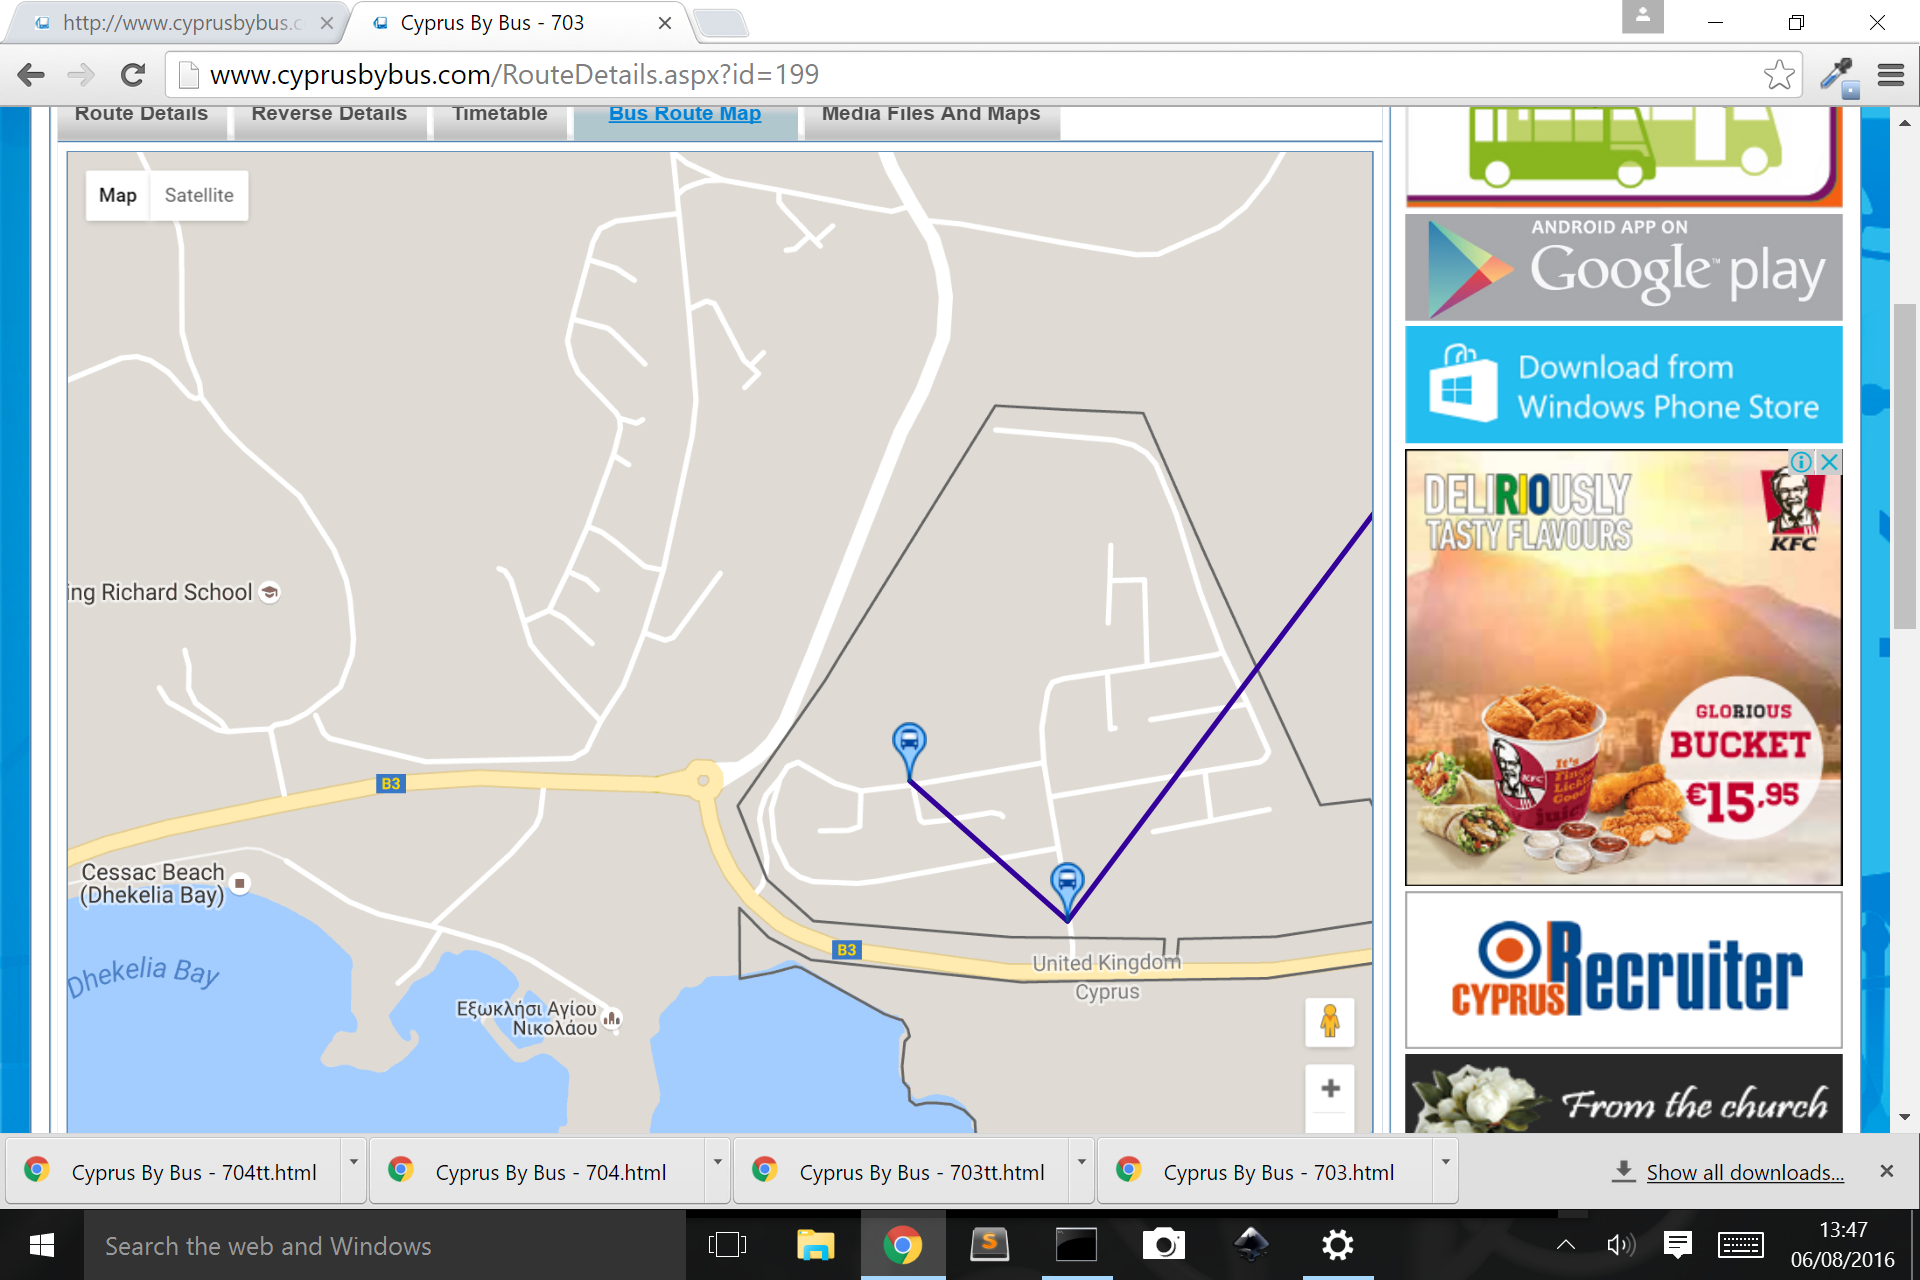 http://www.cyprusbybus.c
Cyprus By Bus - 703
www.cyprusbybus.com/RouteDetails.aspx?id=199
Route Details
Reverse Details
Timetable
Bus Route Map
Media Files And Maps
Map
Satellite
ing Richard School
B3
Cessac Beach
(Dhekelia Bay)
Dhekelia Bay
Εξωκλήσι Αγίου
Νικολάου
B3
United Kingdom
Cyprus
ANDROID APP ON
Google play
Download from
Windows Phone Store
DELIRIOUSLY
TASTY FLAVOURS
KFC
GLORIOUS
BUCKET
€15,95
KFC
It's
Finger
Lickin'
Good
CYPRUS Recruiter
From the church
Cyprus By Bus - 704tt.html
Cyprus By Bus - 704.html
Cyprus By Bus - 703tt.html
Cyprus By Bus - 703.html
Show all downloads...
Search the web and Windows
13:47
06/08/2016